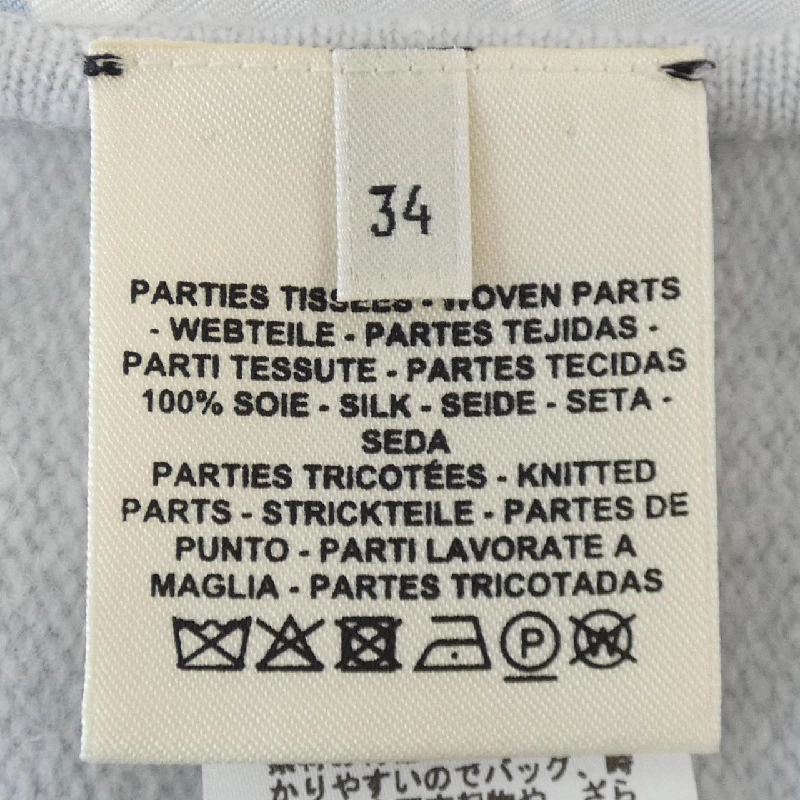 34
PARTIES TISSÉES - WOVEN PARTS
- WEBTEILE - PARTES TEJIDAS -
PARTI TESSUTE - PARTES TECIDAS
100% SOIE - SILK - SEIDE - SETA -
SEDA
PARTIES TRICOTÉES - KNITTED
PARTS - STRICKTEILE - PARTES DE
PUNTO - PARTI LAVORATE A
MAGLIA - PARTES TRICOTADAS
P W
かりやすいのでバッグ、